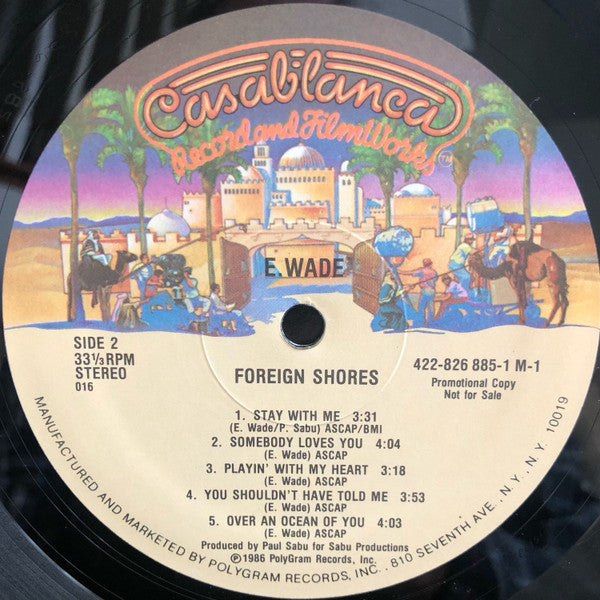 Casablanca
Record and FilmWorks TM
E. WADE
SIDE 2
33⅓ RPM
STEREO
016
FOREIGN SHORES
422-826 885-1 M-1
Promotional Copy
Not for Sale
1. STAY WITH ME 3:31
(E. Wade/P. Sabu) ASCAP/BMI
2. SOMEBODY LOVES YOU 4:04
(E. Wade) ASCAP
3. PLAYIN' WITH MY HEART 3:18
(E. Wade) ASCAP
4. YOU SHOULDN'T HAVE TOLD ME 3:53
(E. Wade) ASCAP
5. OVER AN OCEAN OF YOU 4:03
(E. Wade) ASCAP
Produced by Paul Sabu for Sabu Productions
℗1986 PolyGram Records, Inc.
MANUFACTURED AND MARKETED BY POLYGRAM RECORDS, INC. · 810 SEVENTH AVE., N.Y., N.Y. 10019